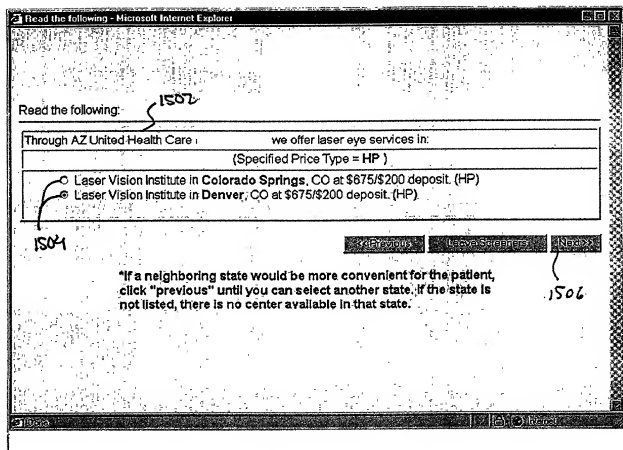 Read the following - Microsoft Internet Explorer
1502
Read the following:
Through AZ United Health Care we offer laser eye services in:
(Specified Price Type = HP )
Laser Vision Institute in Colorado Springs, CO at $675/$200 deposit. (HP)
Laser Vision Institute in Denver, CO at $675/$200 deposit. (HP)
1504
<<Previous Leave Screeners Next>>
*If a neighboring state would be more convenient for the patient,
click "previous" until you can select another state. If the state is
not listed, there is no center available in that state.
1506
Done Internet